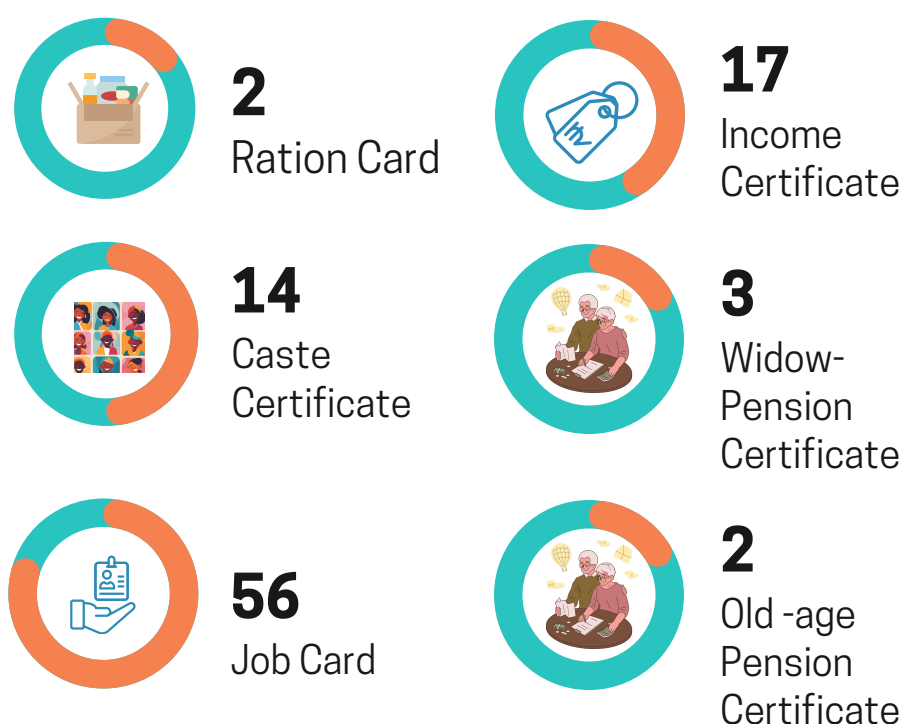 2
Ration Card
17
Income
Certificate
14
Caste
Certificate
3
Widow-
Pension
Certificate
56
Job Card
2
Old -age
Pension
Certificate